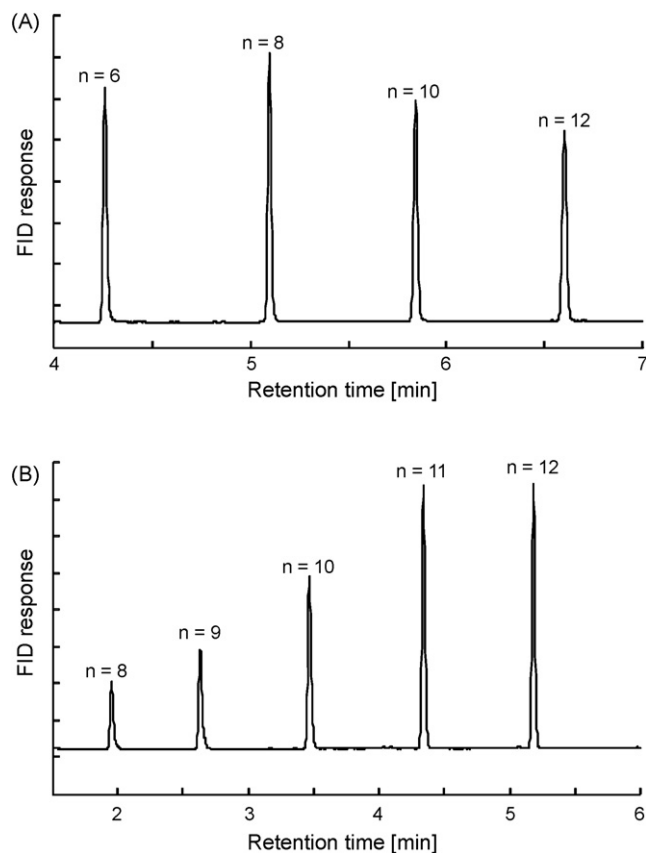 (A)
n = 8
n = 6
n = 10
n = 12
FID response
4 5 6 7
Retention time [min]
(B)
n = 11 n = 12
n = 10
n = 9
n = 8
FID response
2 3 4 5 6
Retention time [min]